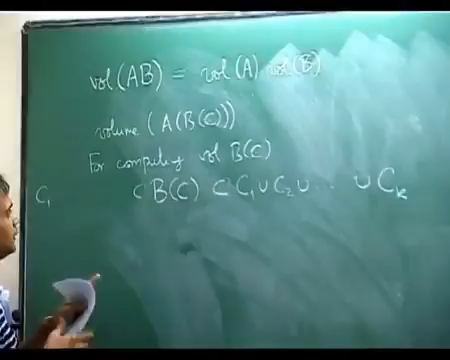 vol (AB) = vol (A) vol (B)
volume (A(B(C)))
For computing vol B(C)
C₁ ⊂ B(C) ⊂ C₁ ∪ C₂ ∪ ... ∪ Cₖ